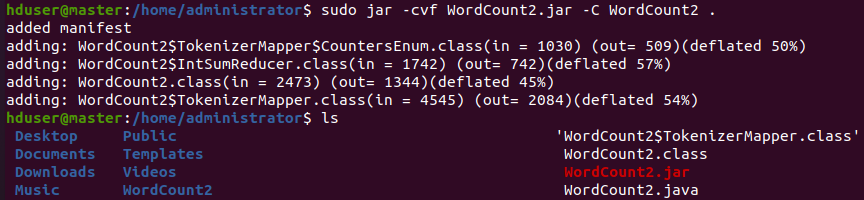 hduser@master:/home/administrator$ sudo jar -cvf WordCount2.jar -C WordCount2 .
added manifest
adding: WordCount2$TokenizerMapper$CountersEnum.class(in = 1030) (out= 509)(deflated 50%)
adding: WordCount2$IntSumReducer.class(in = 1742) (out= 742)(deflated 57%)
adding: WordCount2.class(in = 2473) (out= 1344)(deflated 45%)
adding: WordCount2$TokenizerMapper.class(in = 4545) (out= 2084)(deflated 54%)
hduser@master:/home/administrator$ ls
Desktop Public 'WordCount2$TokenizerMapper.class'
Documents Templates WordCount2.class
Downloads Videos WordCount2.jar
Music WordCount2 WordCount2.java